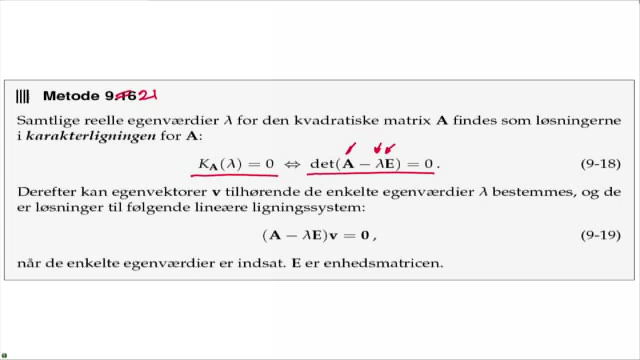 Metode 9.16 21
Samtlige reelle egenværdier λ for den kvadratiske matrix A findes som løsningerne
i karakterligningen for A:
K_A(λ) = 0 ⇔ det(A − λE) = 0 . (9-18)
Derefter kan egenvektorer v tilhørende de enkelte egenværdier λ bestemmes, og de
er løsninger til følgende lineære ligningssystem:
(A − λE)v = 0 , (9-19)
når de enkelte egenværdier er indsat. E er enhedsmatricen.